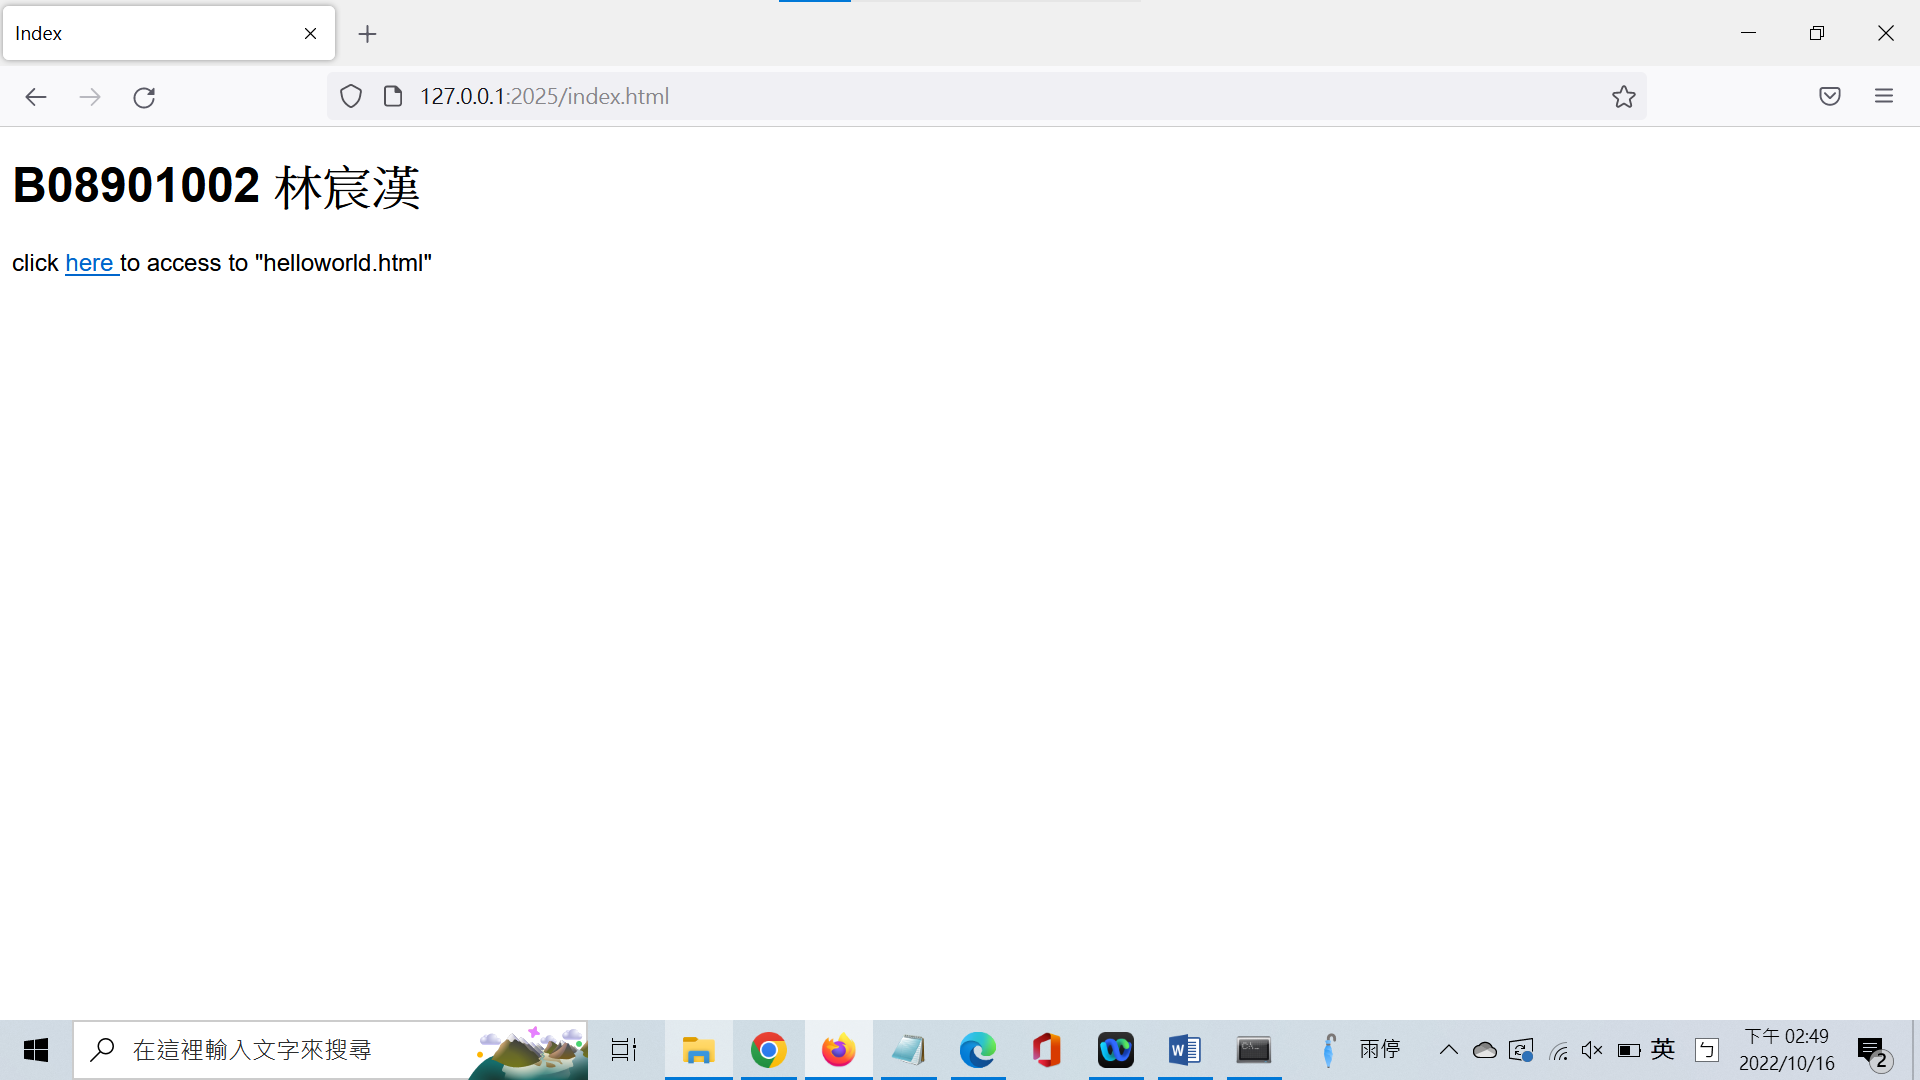 Index
127.0.0.1:2025/index.html
B08901002 林宸漢
click here to access to "helloworld.html"
在這裡輸入文字來搜尋
雨停
英
ㄅ
下午 02:49
2022/10/16
2